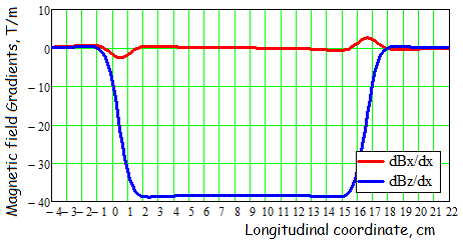 Magnetic field Gradients, T/m
10
0
−10
−20
−30
−40
−4 −3 −2 −1 0 1 2 3 4 5 6 7 8 9 10 11 12 13 14 15 16 17 18 19 20 21 22
dBx/dx
dBz/dx
Longitudinal coordinate, cm